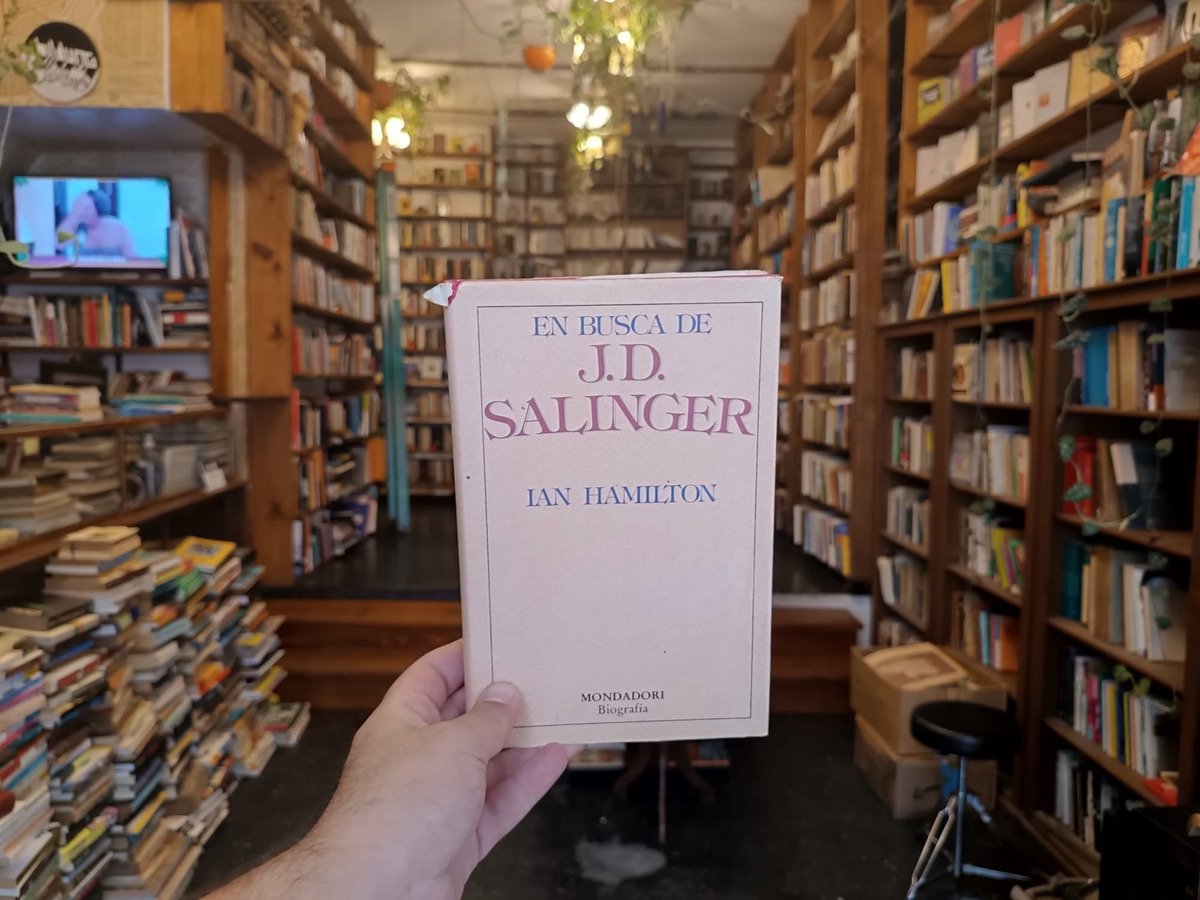 EN BUSCA DE
J.D.
SALINGER
IAN HAMILTON
MONDADORI
Biografía